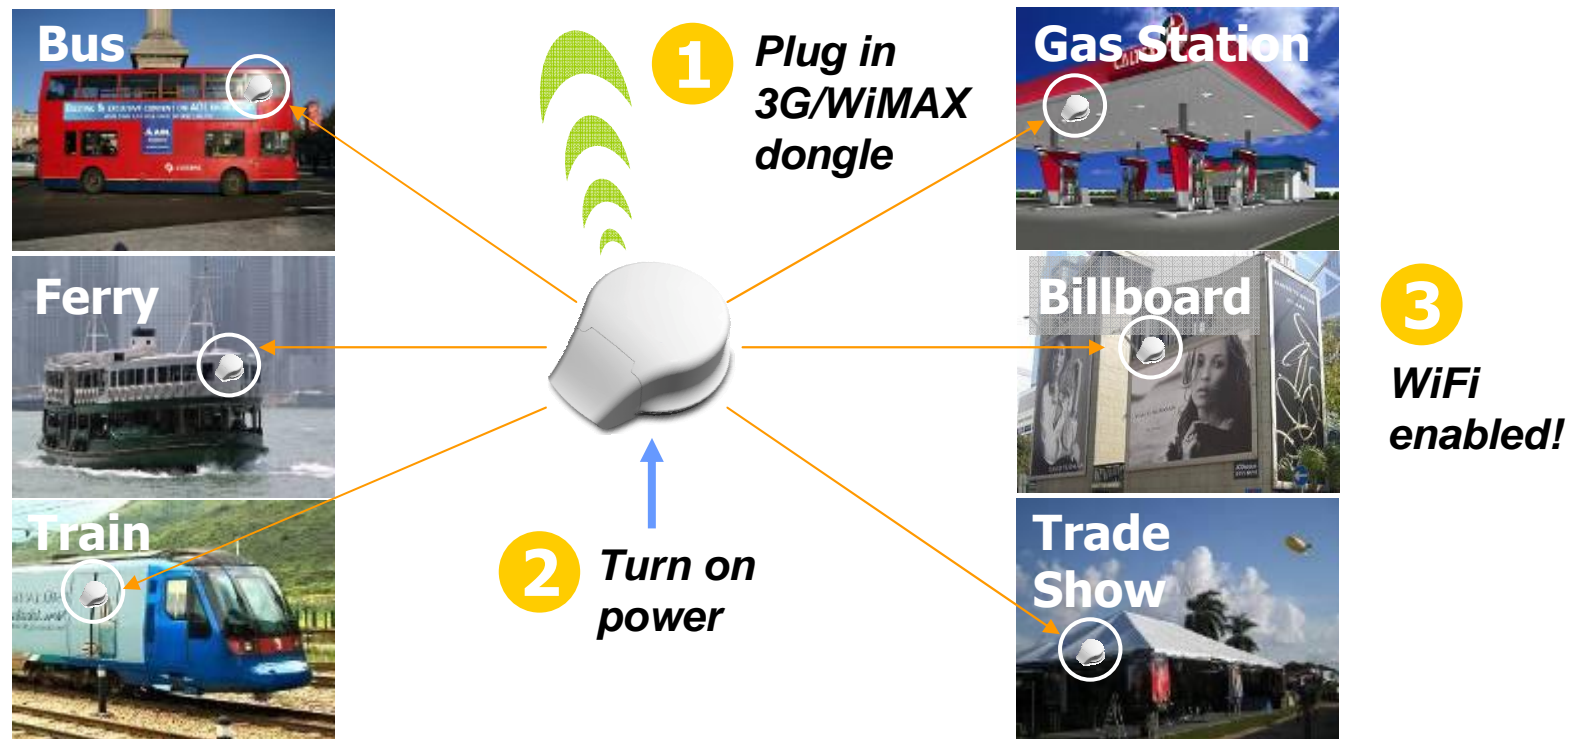 Bus
1
Plug in
3G/WiMAX
dongle
Gas Station
Ferry
Billboard
3
WiFi
enabled!
Train
2
Turn on
power
Trade
Show